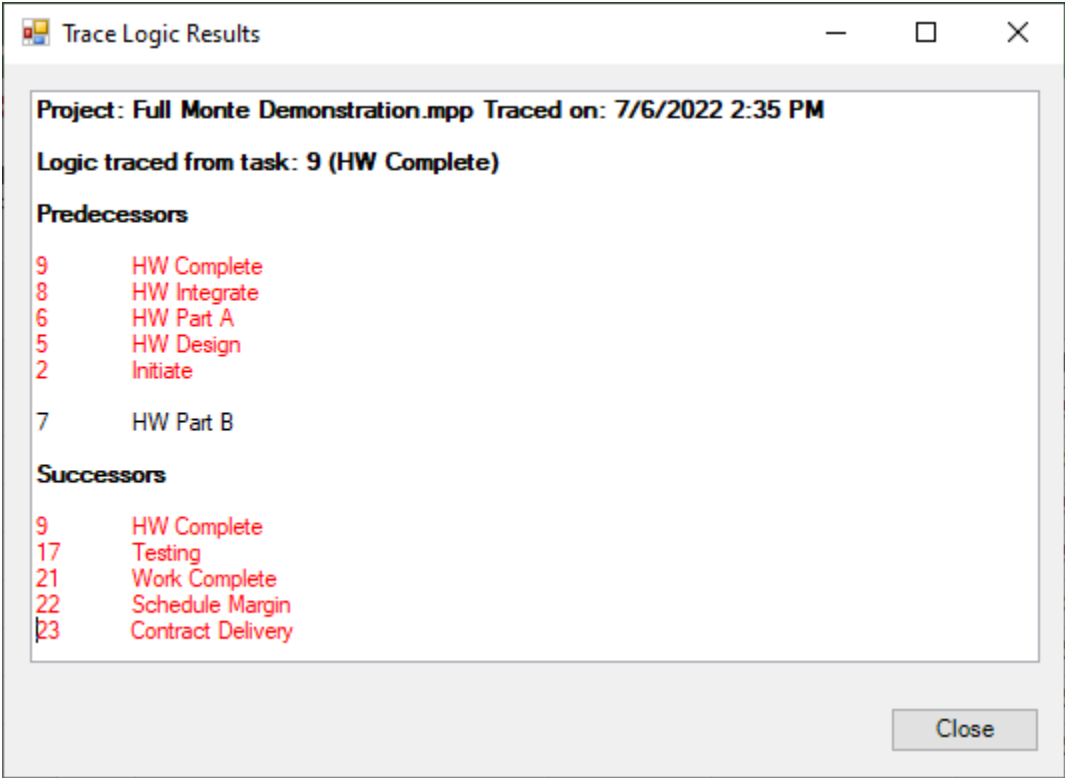 Trace Logic Results
Project: Full Monte Demonstration.mpp Traced on: 7/6/2022 2:35 PM
Logic traced from task: 9 (HW Complete)
Predecessors
9 HW Complete
8 HW Integrate
6 HW Part A
5 HW Design
2 Initiate
7 HW Part B
Successors
9 HW Complete
17 Testing
21 Work Complete
22 Schedule Margin
23 Contract Delivery
Close